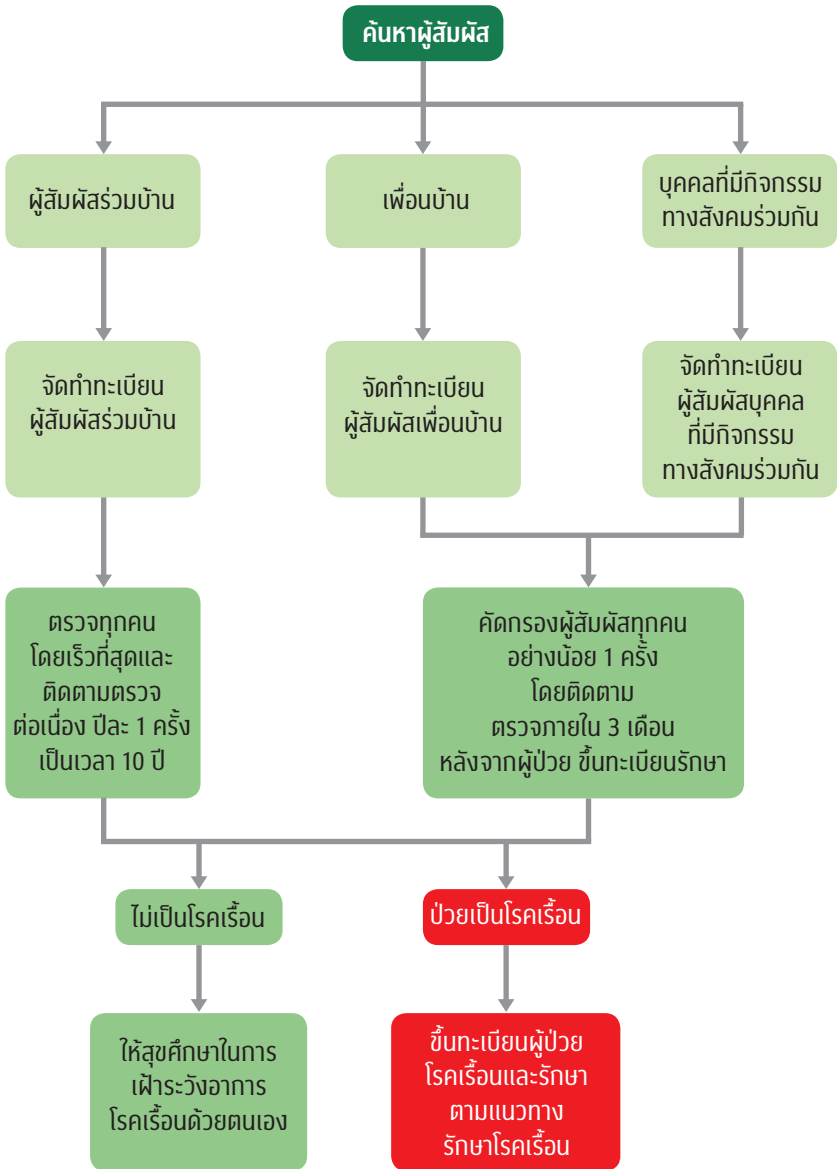 ค้นหาผู้สัมผัส
ผู้สัมผัสร่วมบ้าน
เพื่อนบ้าน
บุคคลที่มีกิจกรรม
ทางสังคมร่วมกัน
จัดทำทะเบียน
ผู้สัมผัสร่วมบ้าน
จัดทำทะเบียน
ผู้สัมผัสเพื่อนบ้าน
จัดทำทะเบียน
ผู้สัมผัสบุคคล
ที่มีกิจกรรม
ทางสังคมร่วมกัน
ตรวจทุกคน
โดยเร็วที่สุดและ
ติดตามตรวจ
ต่อเนื่อง ปีละ 1 ครั้ง
เป็นเวลา 10 ปี
คัดกรองผู้สัมผัสทุกคน
อย่างน้อย 1 ครั้ง
โดยติดตาม
ตรวจภายใน 3 เดือน
หลังจากผู้ป่วย ขึ้นทะเบียนรักษา
ไม่เป็นโรคเรื้อน
ป่วยเป็นโรคเรื้อน
ให้สุขศึกษาในการ
เฝ้าระวังอาการ
โรคเรื้อนด้วยตนเอง
ขึ้นทะเบียนผู้ป่วย
โรคเรื้อนและรักษา
ตามแนวทาง
รักษาโรคเรื้อน